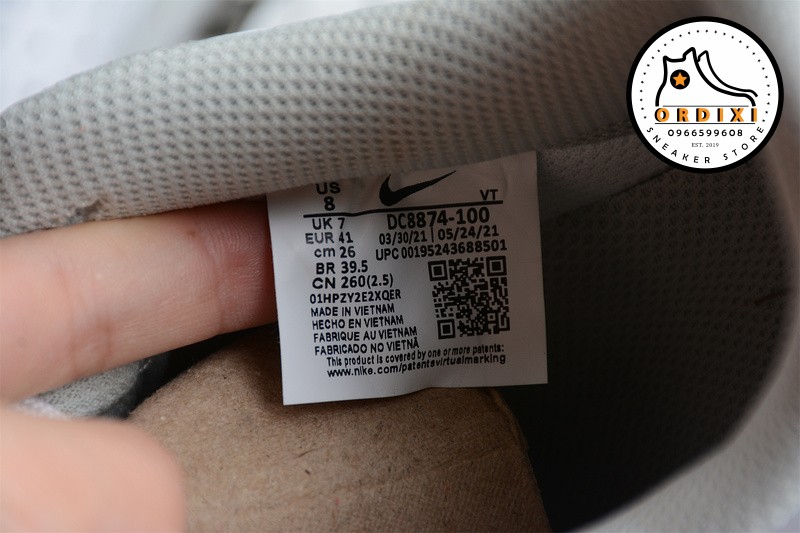 US
8
VT
UK 7
DC8874-100
EUR 41
03/30/21 | 05/24/21
cm 26
UPC 00195243688501
BR 39.5
CN 260(2.5)
01HPZY2E2XQER
MADE IN VIETNAM
HECHO EN VIETNAM
FABRIQUE AU VIETNAM
FABRICADO NO VIETNÃ
This product is covered by one or more patents:
www.nike.com/patentsvirtualmarking
ORDIXI
0966599608
EST. 2019
SNEAKER STORE